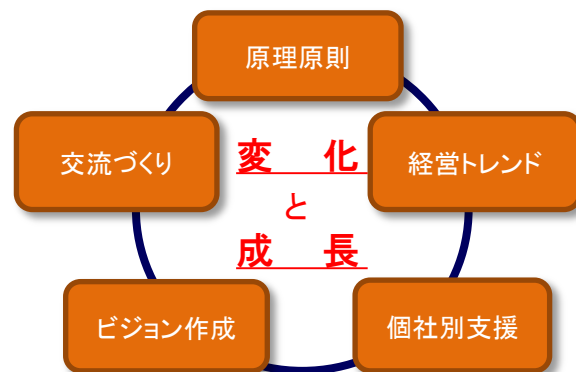 原理原則
交流づくり
変　化
経営トレンド
と
成　長
ビジョン作成
個社別支援